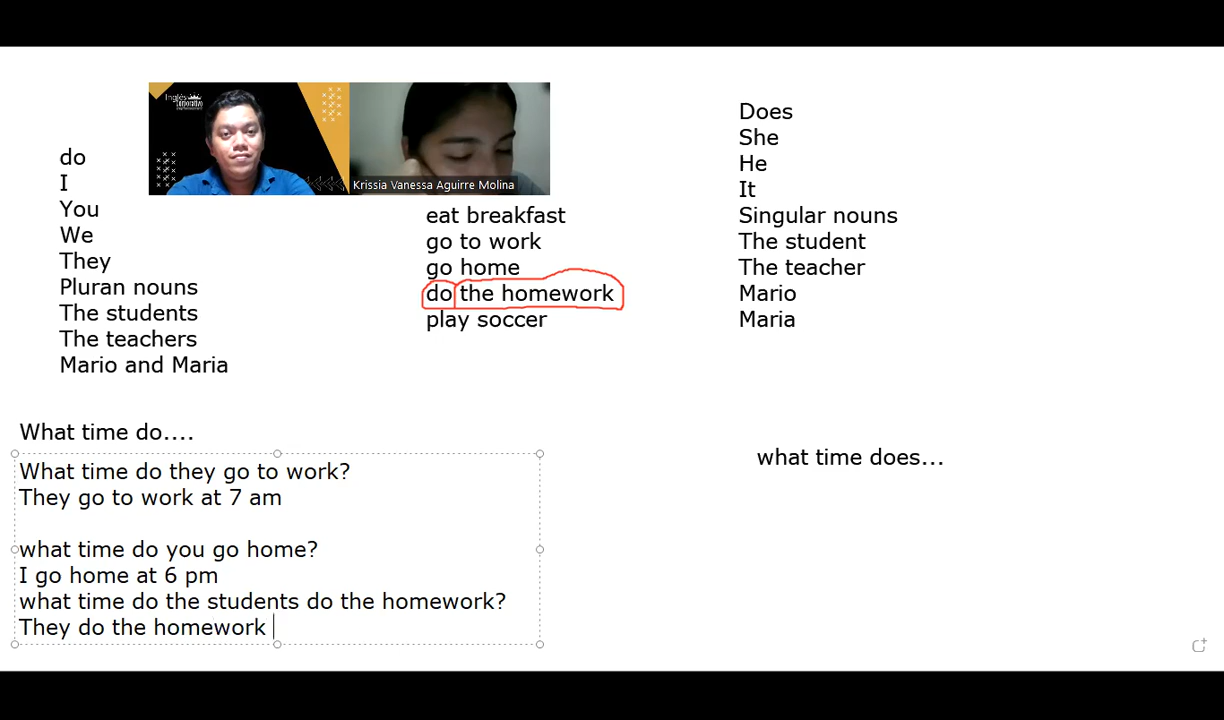 Inglés
Corporativo
Krissia Vanessa Aguirre Molina
do
I
You
We
They
Pluran nouns
The students
The teachers
Mario and Maria
eat breakfast
go to work
go home
do the homework
play soccer
Does
She
He
It
Singular nouns
The student
The teacher
Mario
Maria
What time do....
What time do they go to work?
They go to work at 7 am
what time do you go home?
I go home at 6 pm
what time do the students do the homework?
They do the homework
what time does...